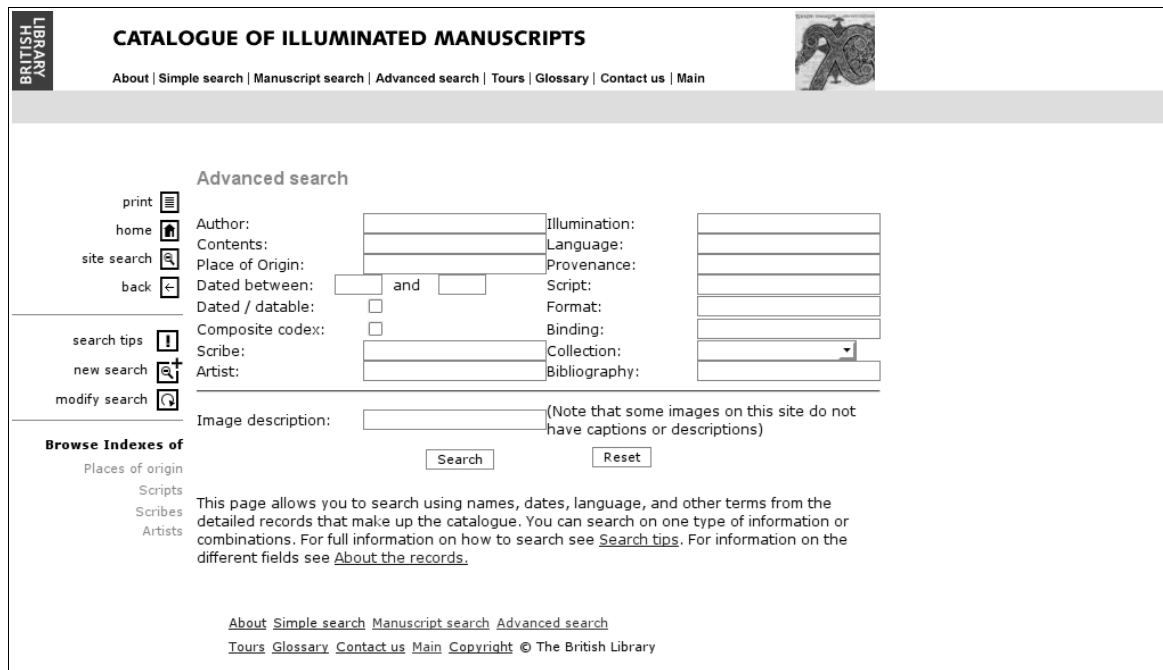 LIBRARY
BRITISH
CATALOGUE OF ILLUMINATED MANUSCRIPTS
About | Simple search | Manuscript search | Advanced search | Tours | Glossary | Contact us | Main
Advanced search
print
home
site search
back
search tips
new search
modify search
Browse Indexes of
Places of origin
Scripts
Scribes
Artists
Author: Illumination:
Contents: Language:
Place of Origin: Provenance:
Dated between: and Script:
Dated / datable: Format:
Composite codex: Binding:
Scribe: Collection:
Artist: Bibliography:
Image description: (Note that some images on this site do not
have captions or descriptions)
Search Reset
This page allows you to search using names, dates, language, and other terms from the
detailed records that make up the catalogue. You can search on one type of information or
combinations. For full information on how to search see Search tips. For information on the
different fields see About the records.
About Simple search Manuscript search Advanced search
Tours Glossary Contact us Main Copyright © The British Library